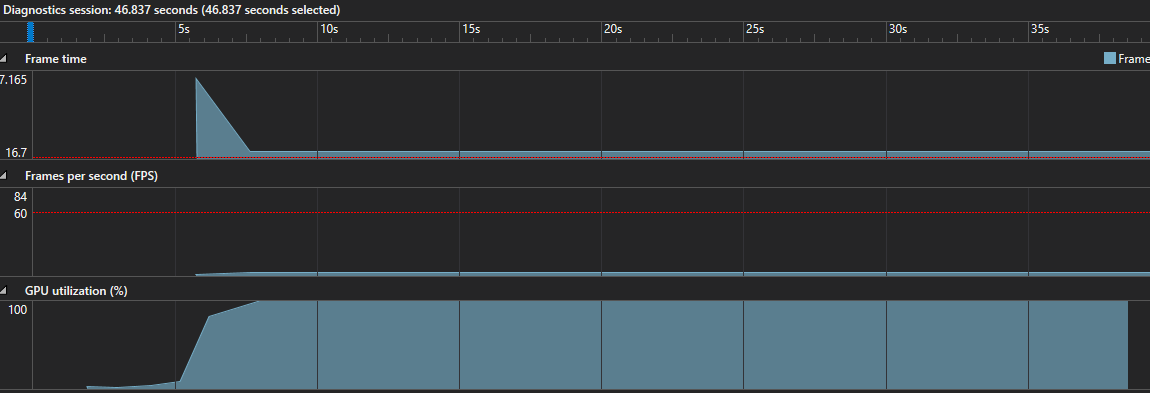 Diagnostics session: 46.837 seconds (46.837 seconds selected)
5s 10s 15s 20s 25s 30s 35s
Frame time
Frame
7.165
16.7
Frames per second (FPS)
84
60
GPU utilization (%)
100